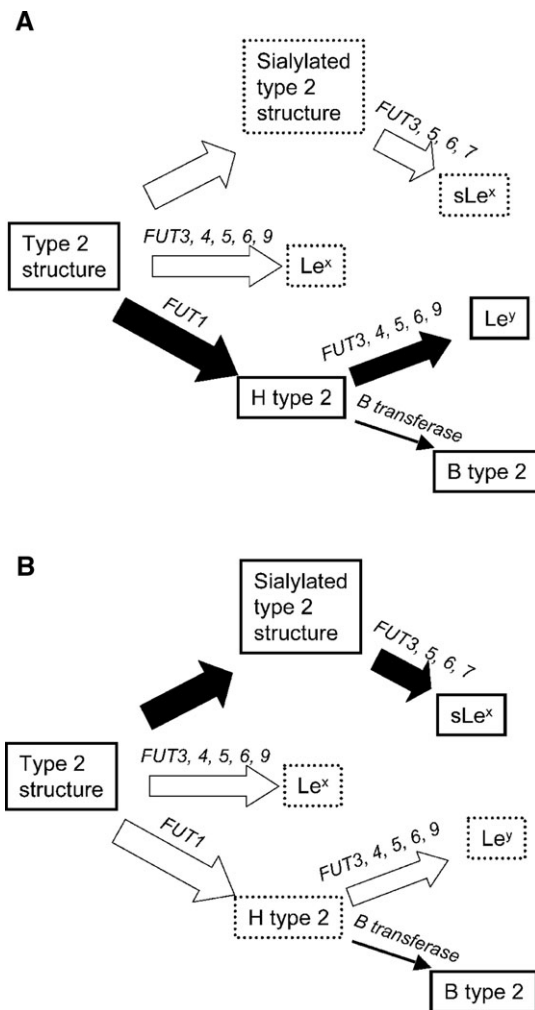 A
Sialylated
type 2
structure
FUT3, 5, 6, 7
sLeˣ
Type 2
structure
FUT3, 4, 5, 6, 9
Leˣ
FUT1
FUT3, 4, 5, 6, 9
Leʸ
H type 2
B transferase
B type 2
B
Sialylated
type 2
structure
FUT3, 5, 6, 7
sLeˣ
Type 2
structure
FUT3, 4, 5, 6, 9
Leˣ
FUT1
FUT3, 4, 5, 6, 9
Leʸ
H type 2
B transferase
B type 2